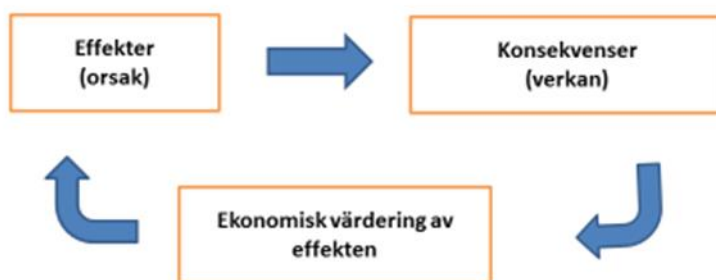 Effekter
(orsak)
Konsekvenser
(verkan)
Ekonomisk värdering av
effekten